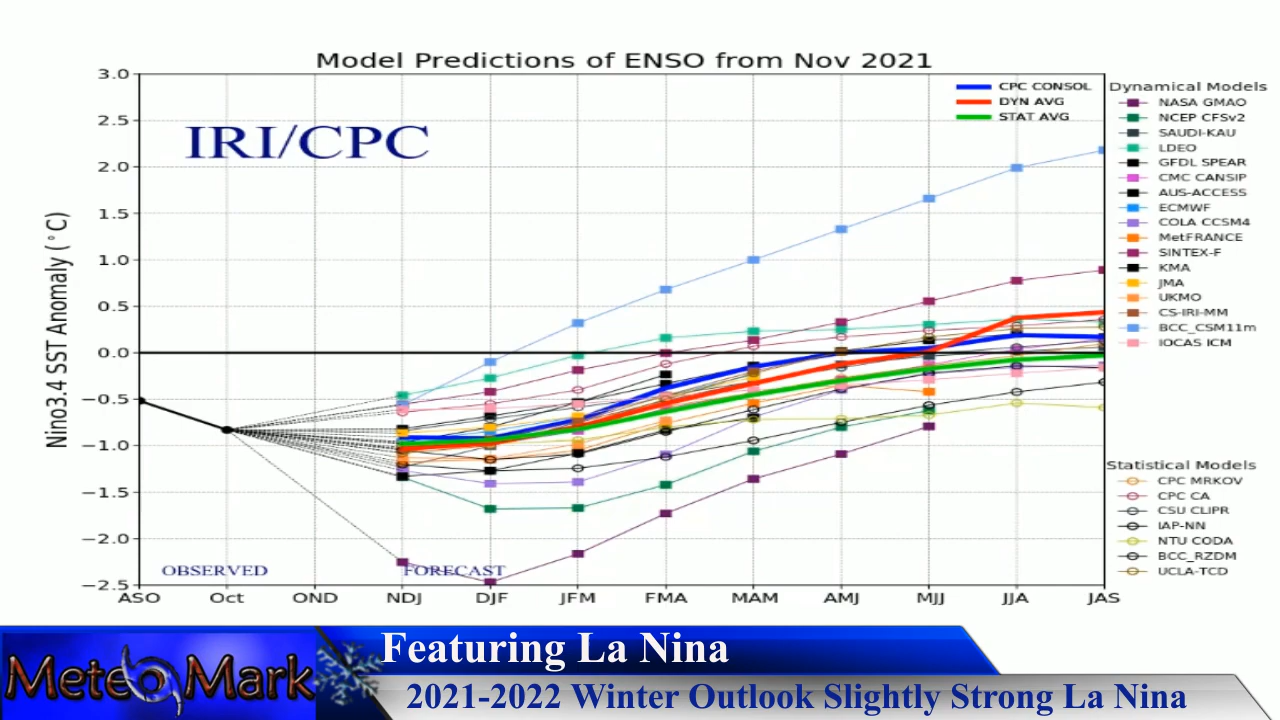 Model Predictions of ENSO from Nov 2021
3.0
2.5
2.0
1.5
1.0
0.5
0.0
−0.5
−1.0
−1.5
−2.0
−2.5
Nino3.4 SST Anomaly (°C)
IRI/CPC
CPC CONSOL
DYN AVG
STAT AVG
OBSERVED
FORECAST
ASO Oct OND NDJ DJF JFM FMA MAM AMJ MJJ JJA JAS
Dynamical Models
NASA GMAO
NCEP CFSv2
SAUDI-KAU
LDEO
GFDL SPEAR
CMC CANSIP
AUS-ACCESS
ECMWF
COLA CCSM4
MetFRANCE
SINTEX-F
KMA
JMA
UKMO
CS-IRI-MM
BCC_CSM11m
IOCAS ICM
Statistical Models
CPC MRKOV
CPC CA
CSU CLIPR
IAP-NN
NTU CODA
BCC_RZDM
UCLA-TCD
Meteo Mark
Featuring La Nina
2021-2022 Winter Outlook Slightly Strong La Nina